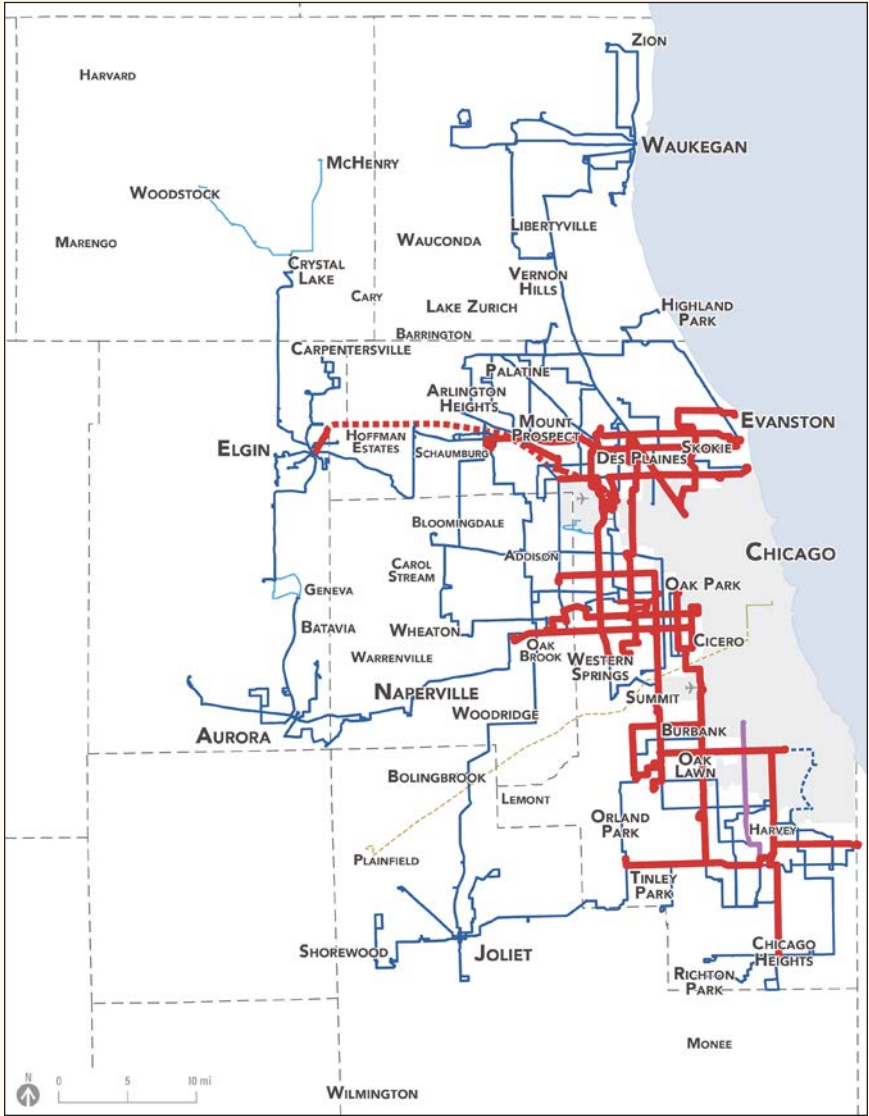 ZION
HARVARD
WAUKEGAN
MCHENRY
WOODSTOCK
LIBERTYVILLE
MARENGO
WAUCONDA
CRYSTAL
LAKE
VERNON
HILLS
CARY
LAKE ZURICH
HIGHLAND
PARK
BARRINGTON
CARPENTERSVILLE
PALATINE
ARLINGTON
HEIGHTS
MOUNT
PROSPECT
EVANSTON
ELGIN
HOFFMAN
ESTATES
SCHAUMBURG
SKOKIE
DES PLAINES
BLOOMINGDALE
ADDISON
CHICAGO
CAROL
STREAM
GENEVA
OAK PARK
BATAVIA
WHEATON
OAK
BROOK
CICERO
WARRENVILLE
WESTERN
SPRINGS
NAPERVILLE
SUMMIT
WOODRIDGE
AURORA
BURBANK
OAK
LAWN
BOLINGBROOK
LEMONT
ORLAND
PARK
HARVEY
PLAINFIELD
TINLEY
PARK
SHOREWOOD
JOLIET
CHICAGO
HEIGHTS
RICHTON
PARK
MONEE
N
0 5 10 mi
WILMINGTON